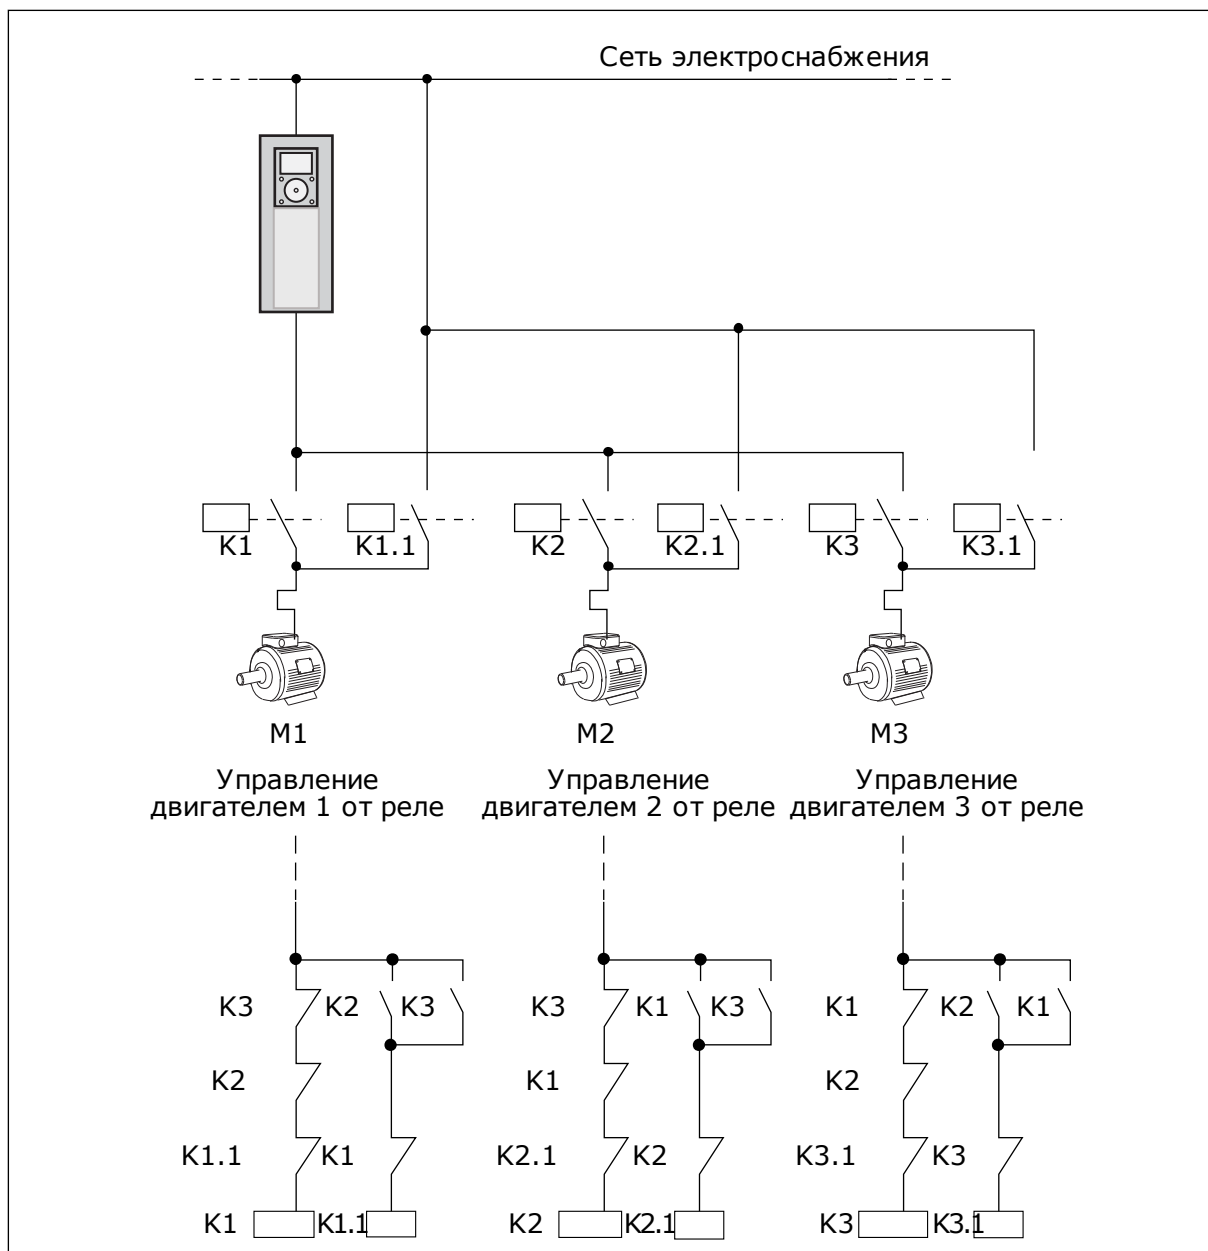 Сеть электроснабжения
K1 K1.1 K2 K2.1 K3 K3.1
M1 M2 M3
Управление Управление Управление
двигателем 1 от реле двигателем 2 от реле двигателем 3 от реле
K3 K2 K3 K3 K1 K3 K1 K2 K1
K2 K1 K2
K1.1 K1 K2.1 K2 K3.1 K3
K1 K1.1 K2 K2.1 K3 K3.1